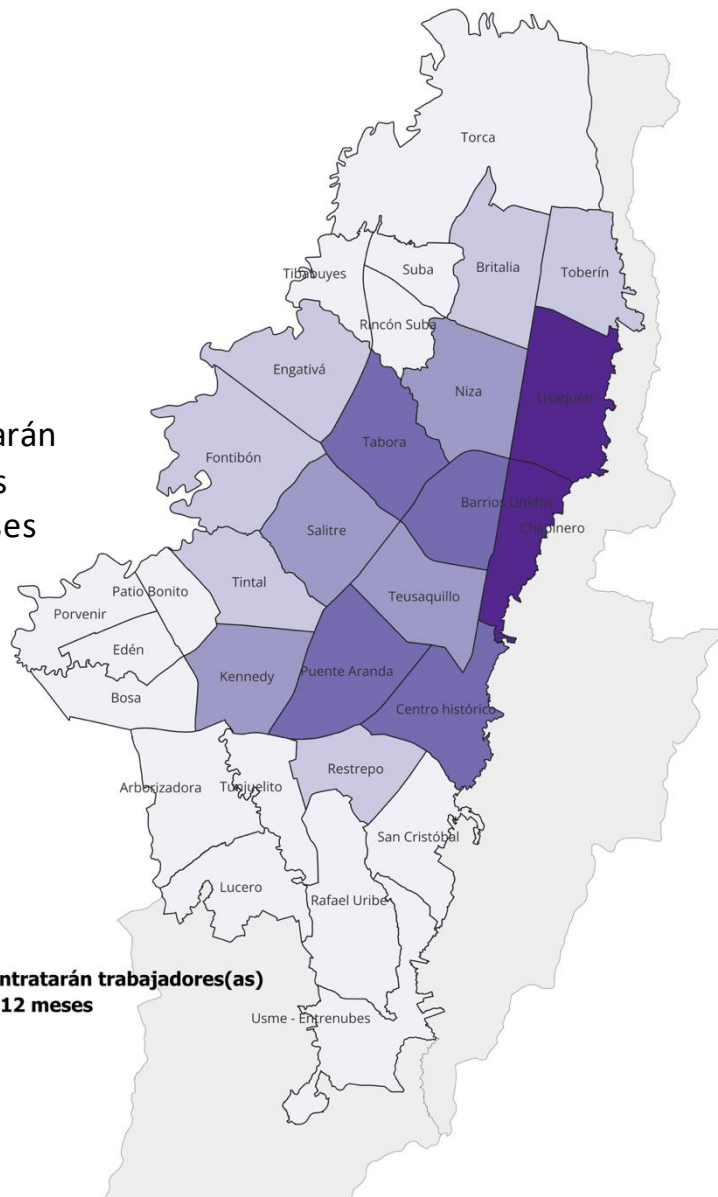 Torca
Tibabuyes
Suba
Britalia
Toberín
Rincón Suba
Engativá
Niza
Usaquén
Tabora
Fontibón
Barrios Unidos
Chapinero
Salitre
Tintal
Teusaquillo
Patio Bonito
Porvenir
Edén
Kennedy
Puente Aranda
Bosa
Centro histórico
Restrepo
Arborizadora
Tunjuelito
San Cristóbal
Lucero
Rafael Uribe
Usme - Entrenubes
arán
s
ses
ntratarán trabajadores(as)
12 meses